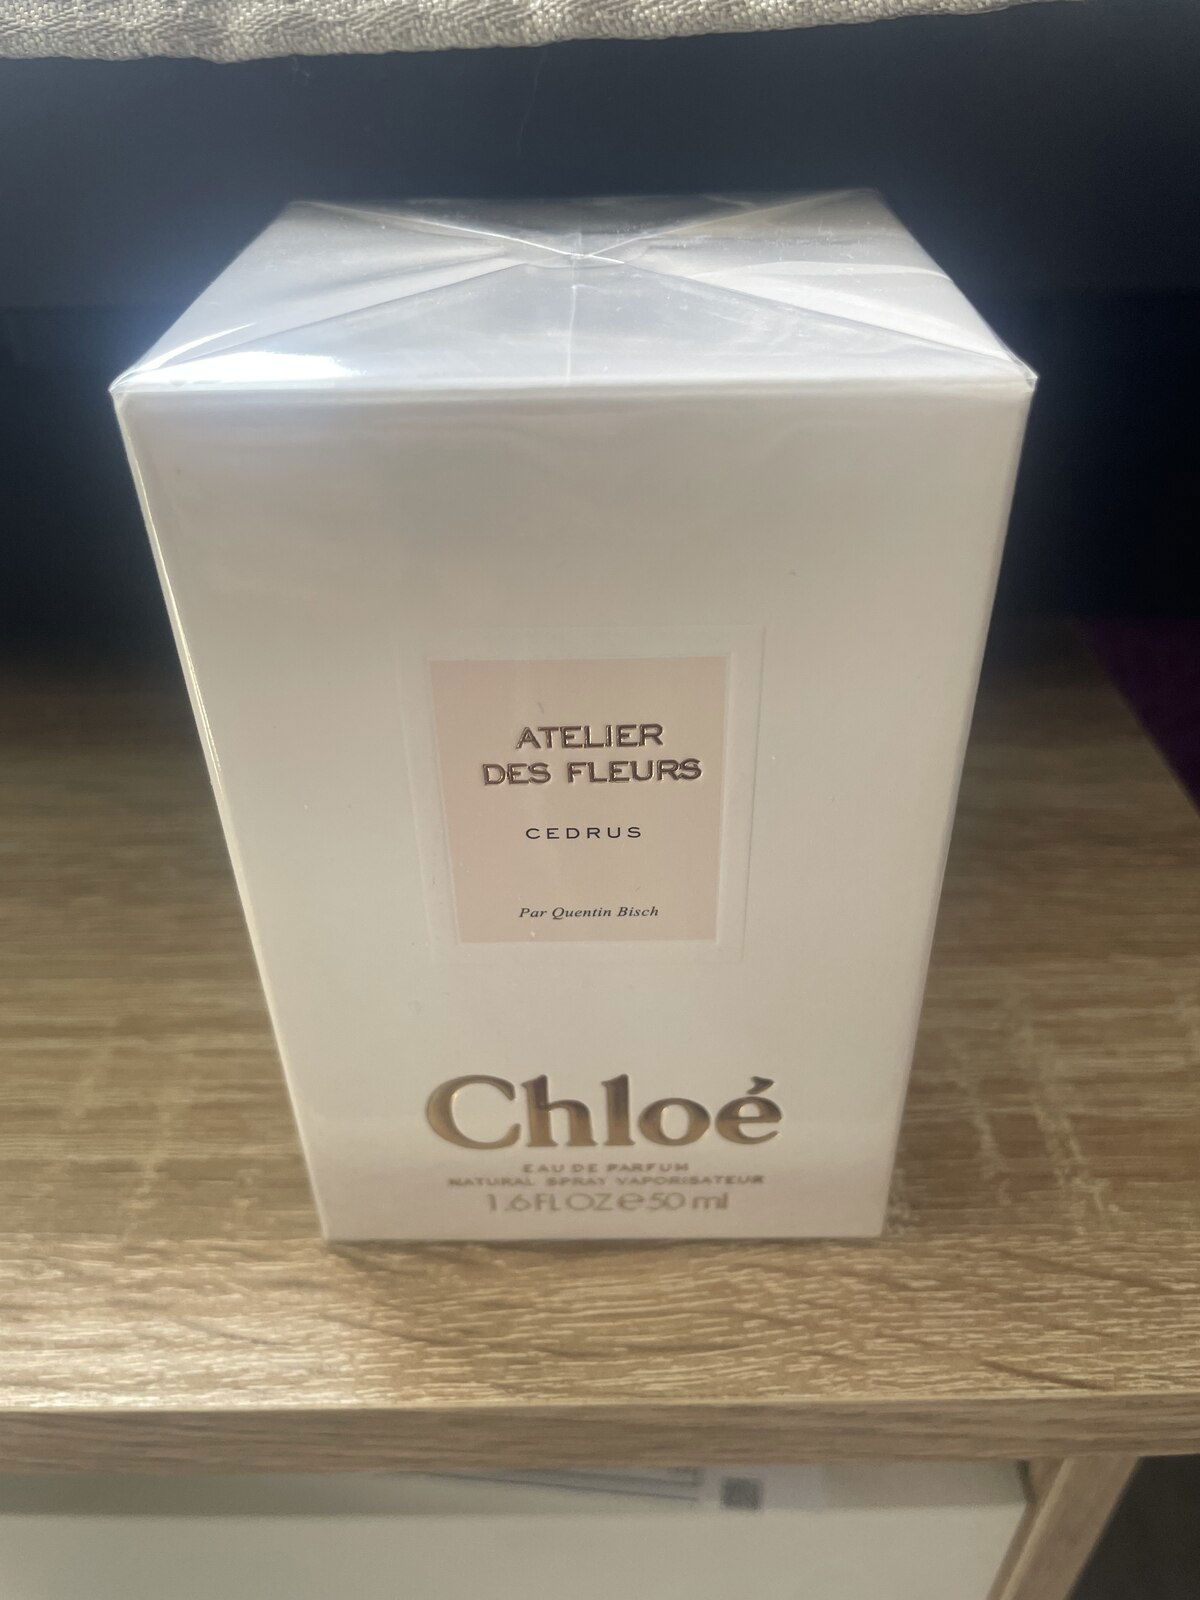 ATELIER
DES FLEURS
CEDRUS
Par Quentin Bisch
Chloé
EAU DE PARFUM
NATURAL SPRAY VAPORISATEUR
1.6 FL OZ ℮ 50 ml